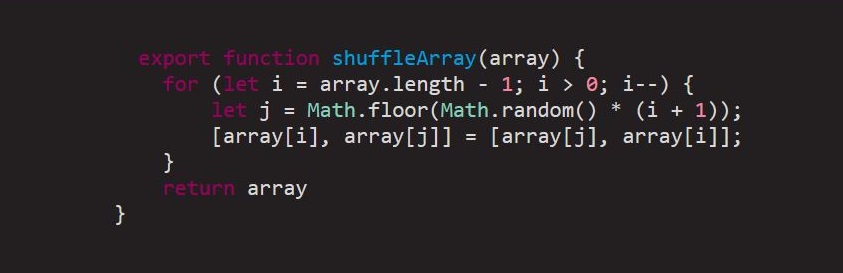 export function shuffleArray(array) {
for (let i = array.length - 1; i > 0; i--) {
let j = Math.floor(Math.random() * (i + 1));
[array[i], array[j]] = [array[j], array[i]];
}
return array
}